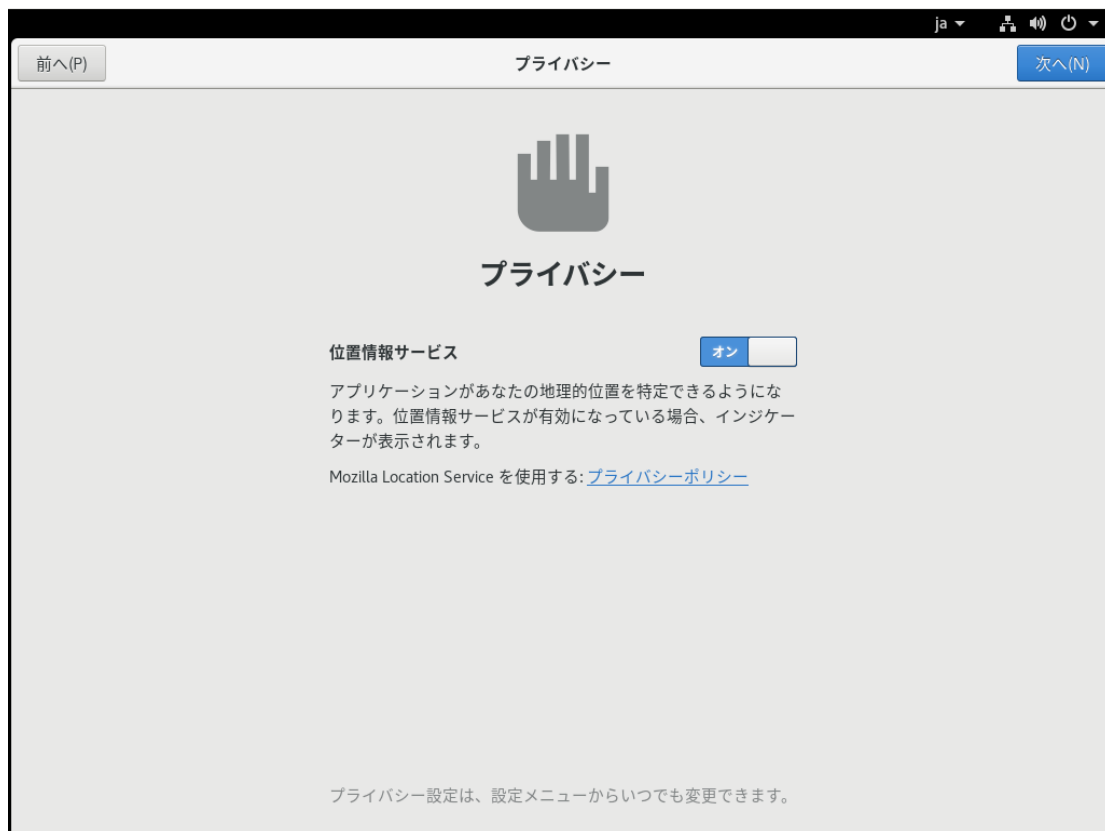 ja
前へ(P)
プライバシー
次へ(N)
プライバシー
位置情報サービス
オン
アプリケーションがあなたの地理的位置を特定できるようにな
ります。位置情報サービスが有効になっている場合、インジケー
ターが表示されます。
Mozilla Location Service を使用する: プライバシーポリシー
プライバシー設定は、設定メニューからいつでも変更できます。